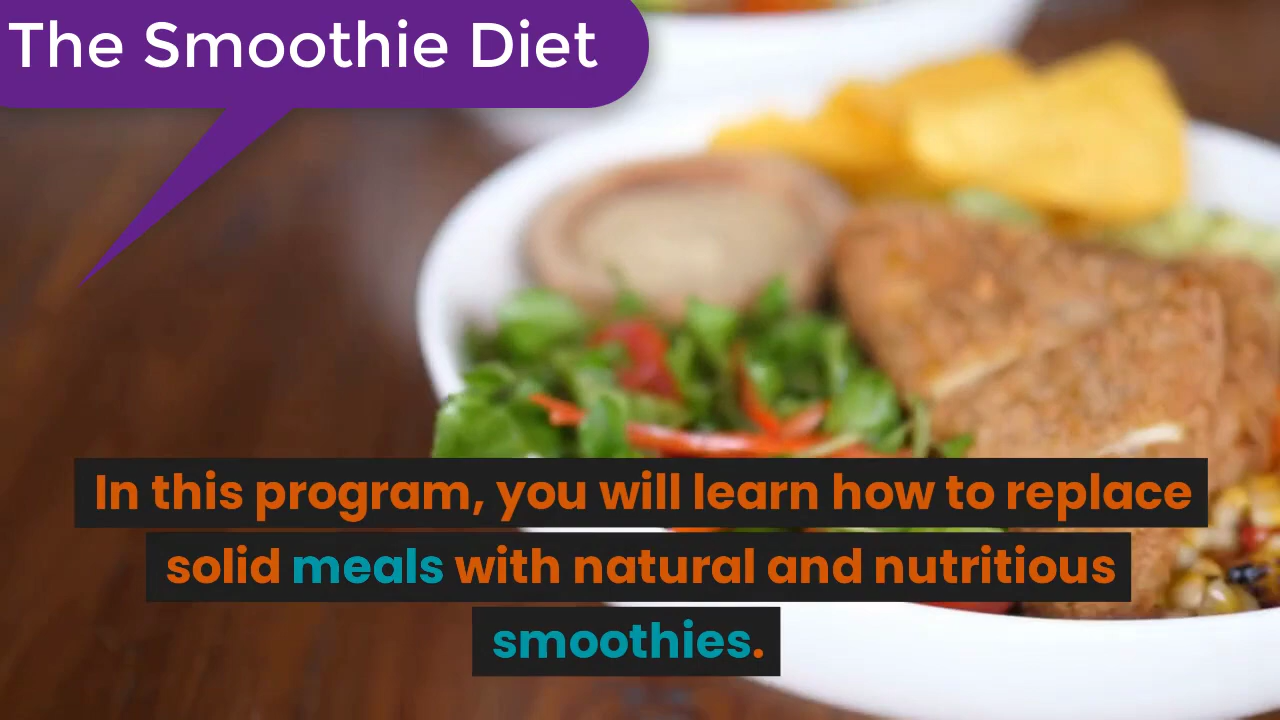 The Smoothie Diet
In this program, you will learn how to replace
solid meals with natural and nutritious
smoothies.